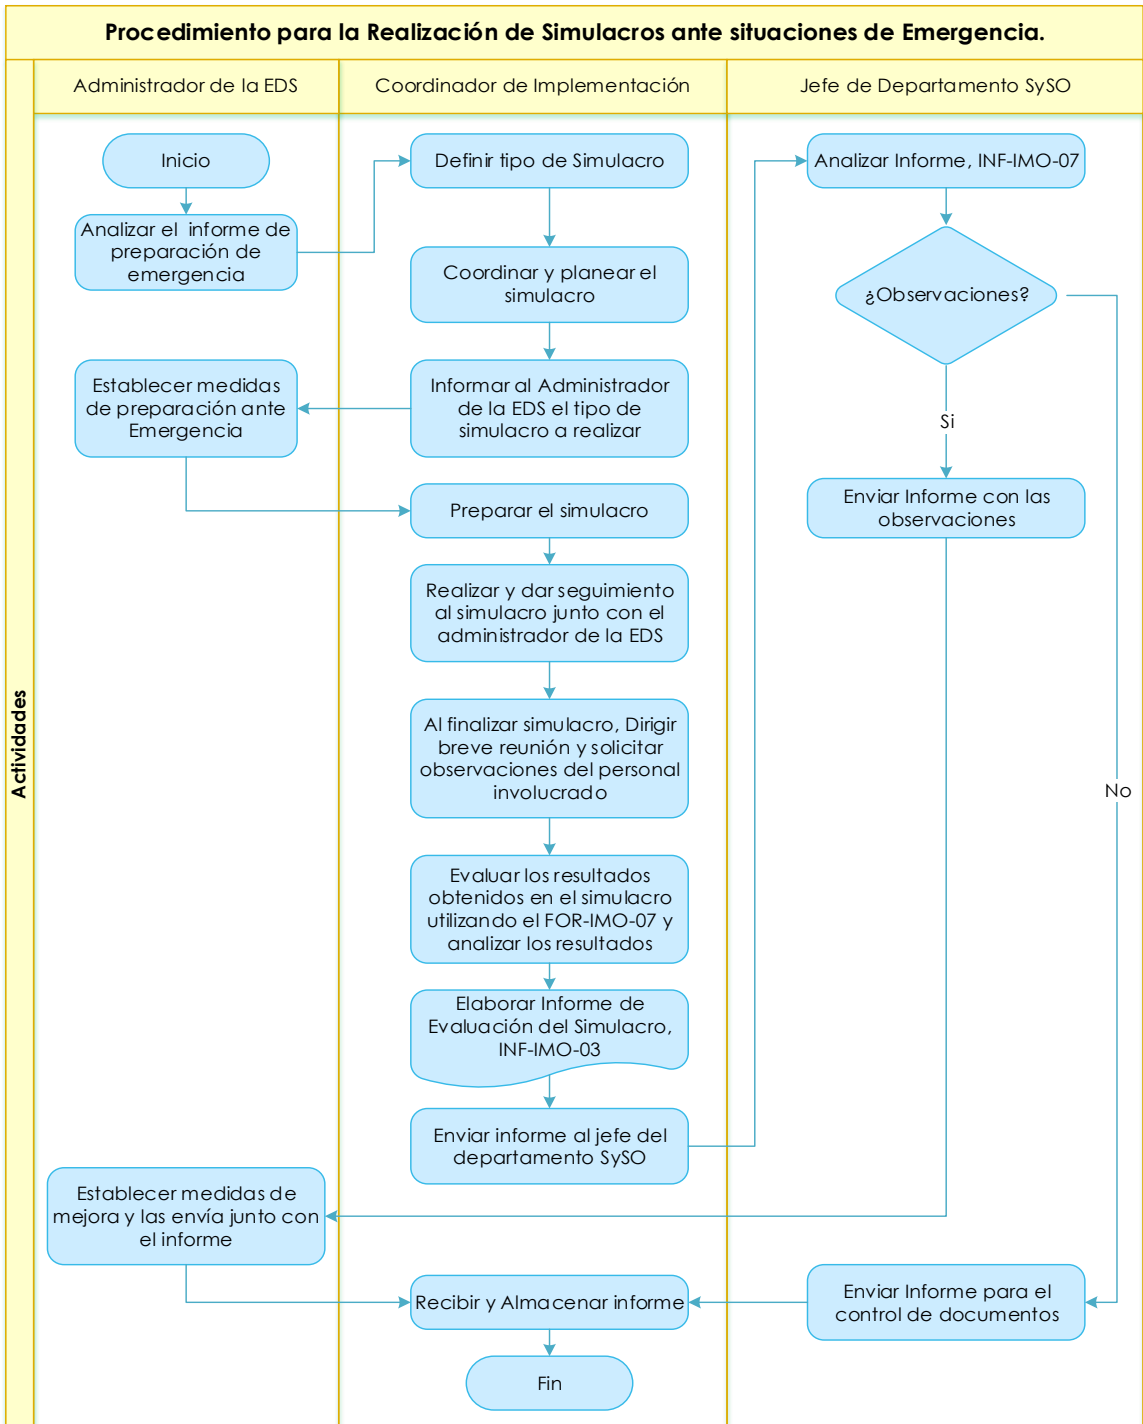 Procedimiento para la Realización de Simulacros ante situaciones de Emergencia.
Administrador de la EDS
Coordinador de Implementación
Jefe de Departamento SySO
Actividades
Inicio
Analizar el informe de
preparación de
emergencia
Definir tipo de Simulacro
Coordinar y planear el
simulacro
Informar al Administrador
de la EDS el tipo de
simulacro a realizar
Establecer medidas
de preparación ante
Emergencia
Preparar el simulacro
Realizar y dar seguimiento
al simulacro junto con el
administrador de la EDS
Al finalizar simulacro, Dirigir
breve reunión y solicitar
observaciones del personal
involucrado
Evaluar los resultados
obtenidos en el simulacro
utilizando el FOR-IMO-07 y
analizar los resultados
Elaborar Informe de
Evaluación del Simulacro,
INF-IMO-03
Enviar informe al jefe del
departamento SySO
Analizar Informe, INF-IMO-07
¿Observaciones?
Si
No
Enviar Informe con las
observaciones
Establecer medidas de
mejora y las envía junto con
el informe
Enviar Informe para el
control de documentos
Recibir y Almacenar informe
Fin